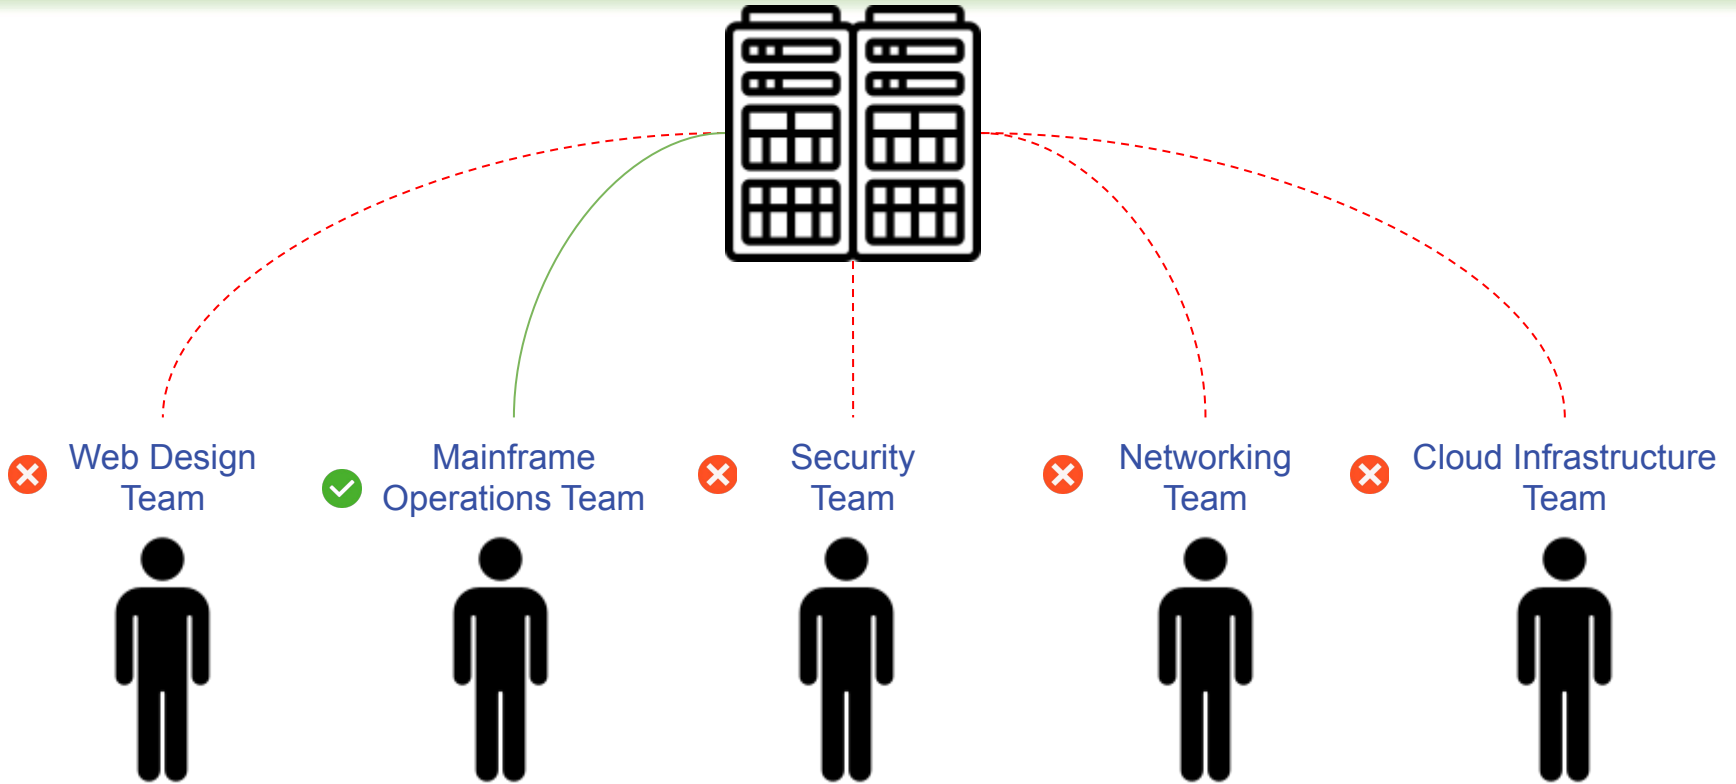 Web Design
Team
Mainframe
Operations Team
Security
Team
Networking
Team
Cloud Infrastructure
Team